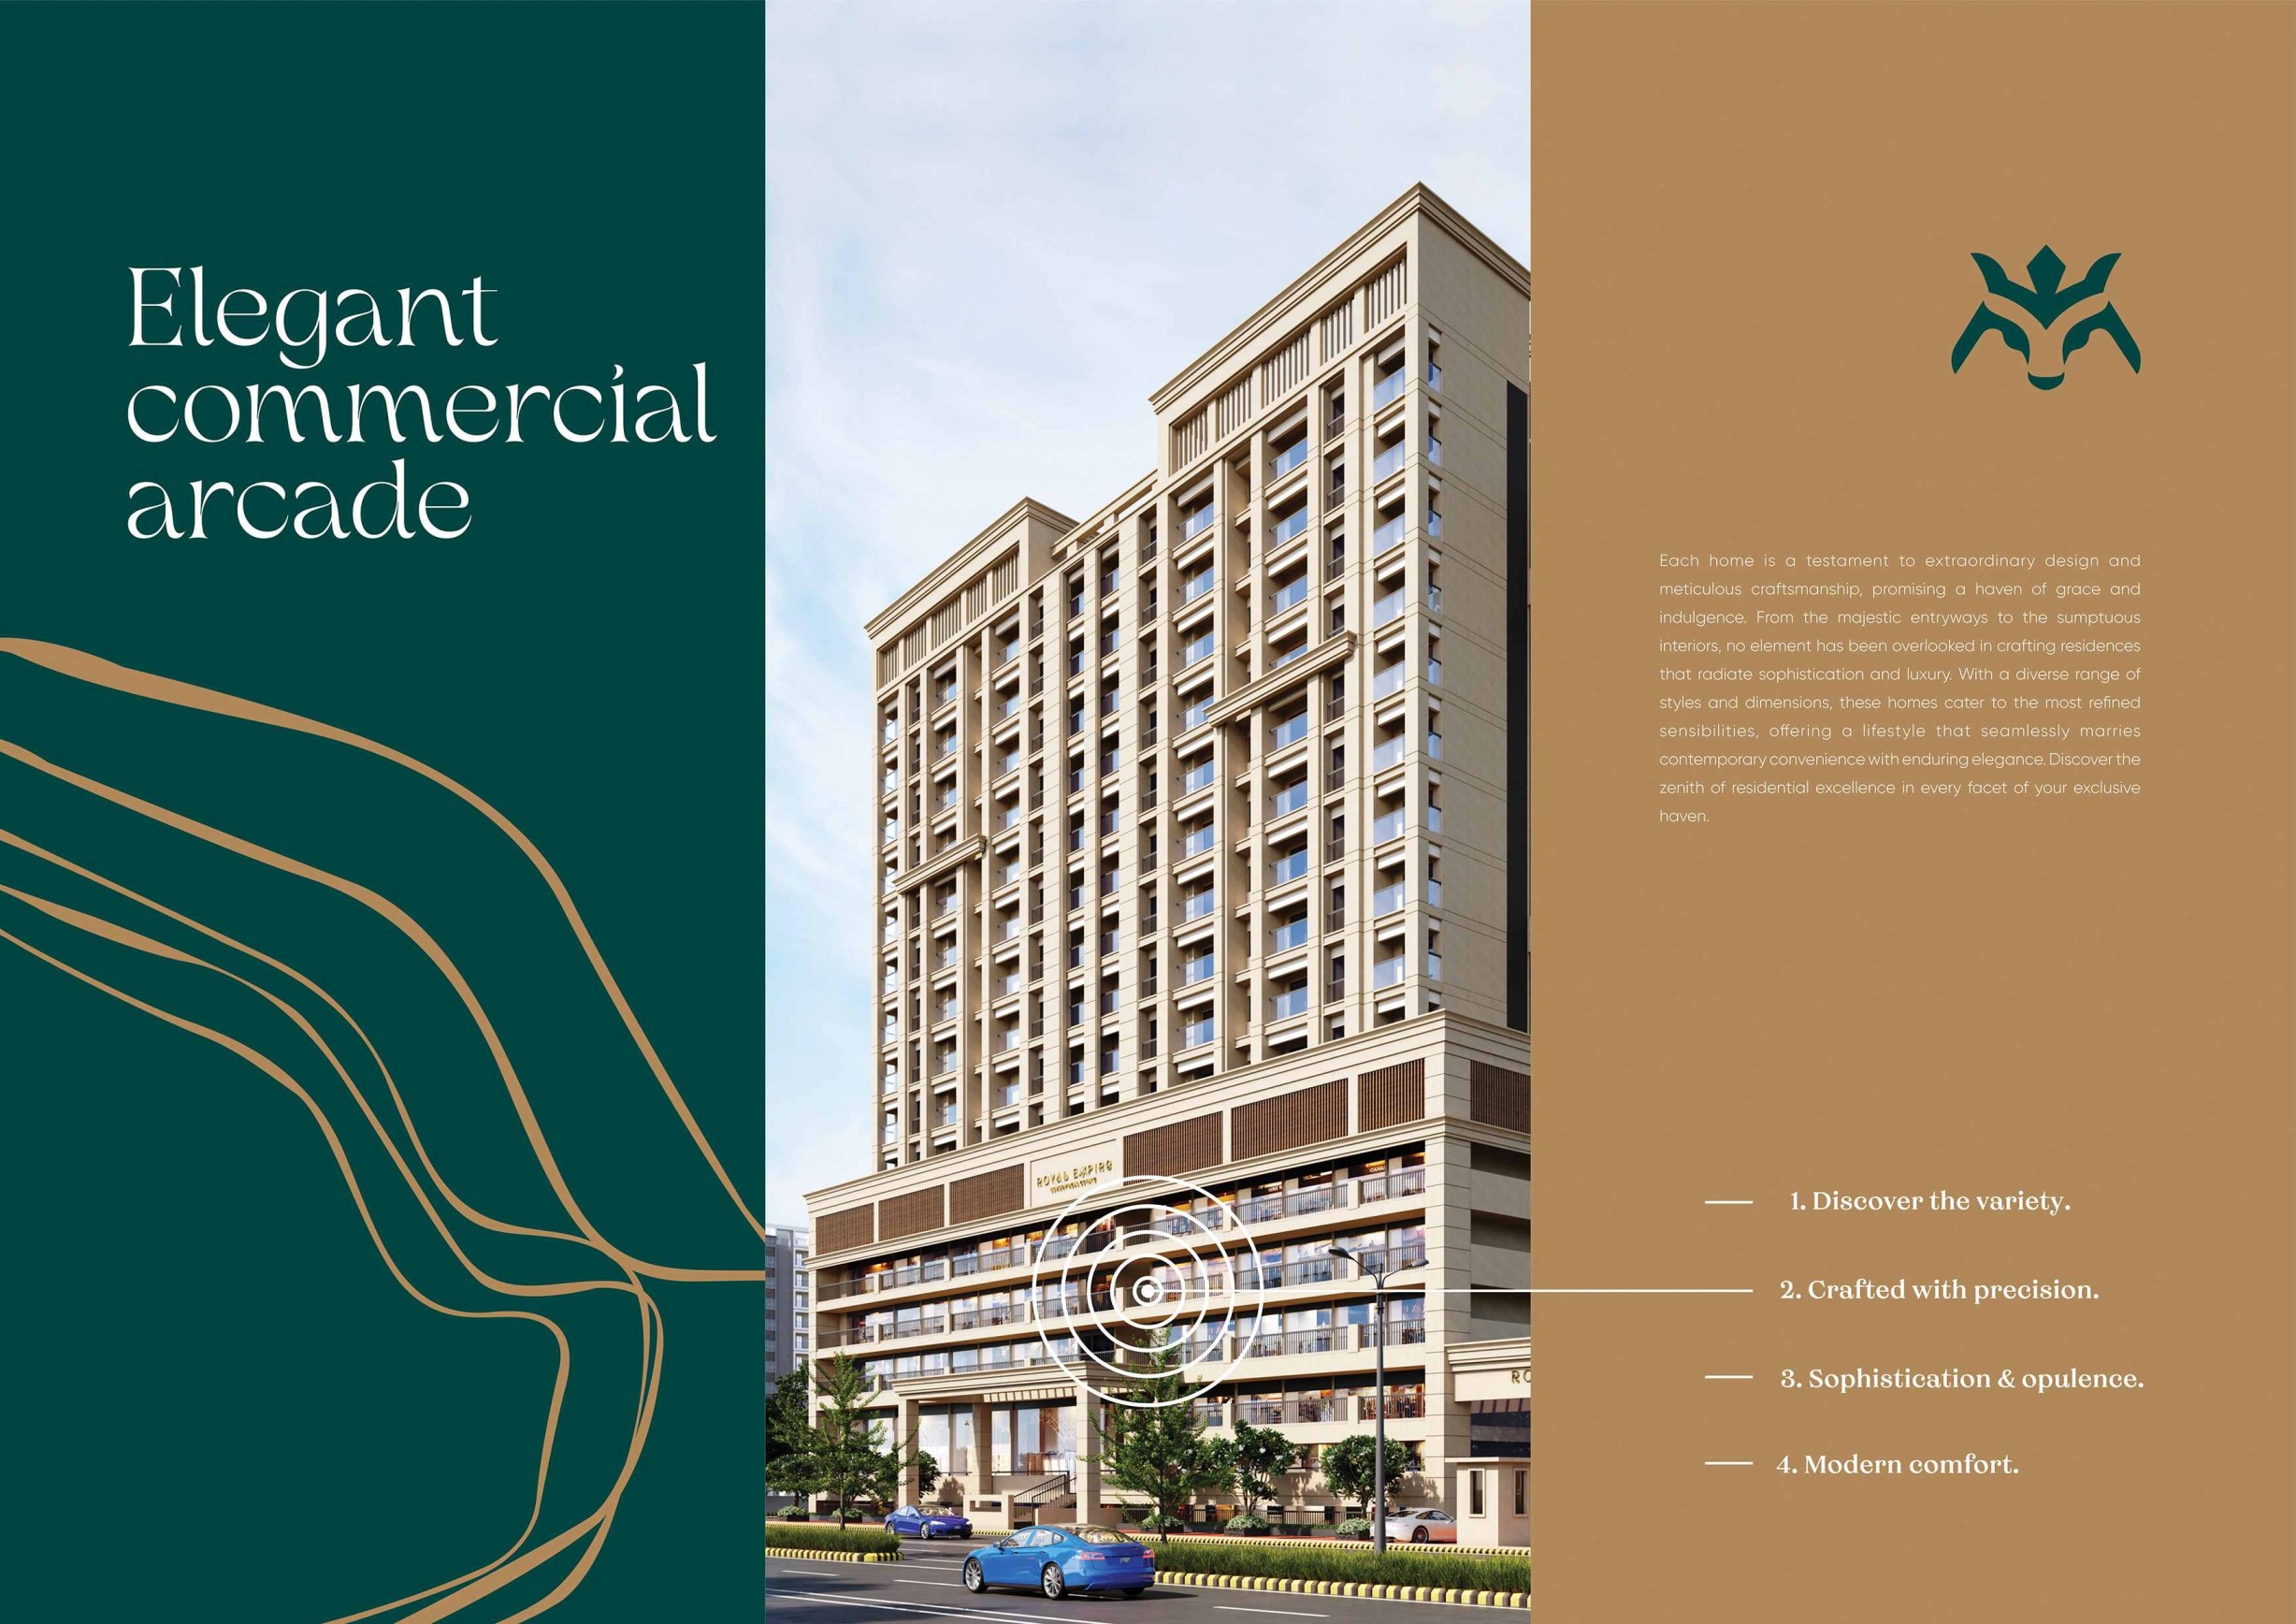 Elegant
commercial
arcade
ROYAL EMPIRE
Each home is a testament to extraordinary design and
meticulous craftsmanship, promising a haven of grace and
indulgence. From the majestic entryways to the sumptuous
interiors, no element has been overlooked in crafting residences
that radiate sophistication and luxury. With a diverse range of
styles and dimensions, these homes cater to the most refined
sensibilities, offering a lifestyle that seamlessly marries
contemporary convenience with enduring elegance. Discover the
zenith of residential excellence in every facet of your exclusive
haven.
1. Discover the variety.
2. Crafted with precision.
3. Sophistication & opulence.
4. Modern comfort.